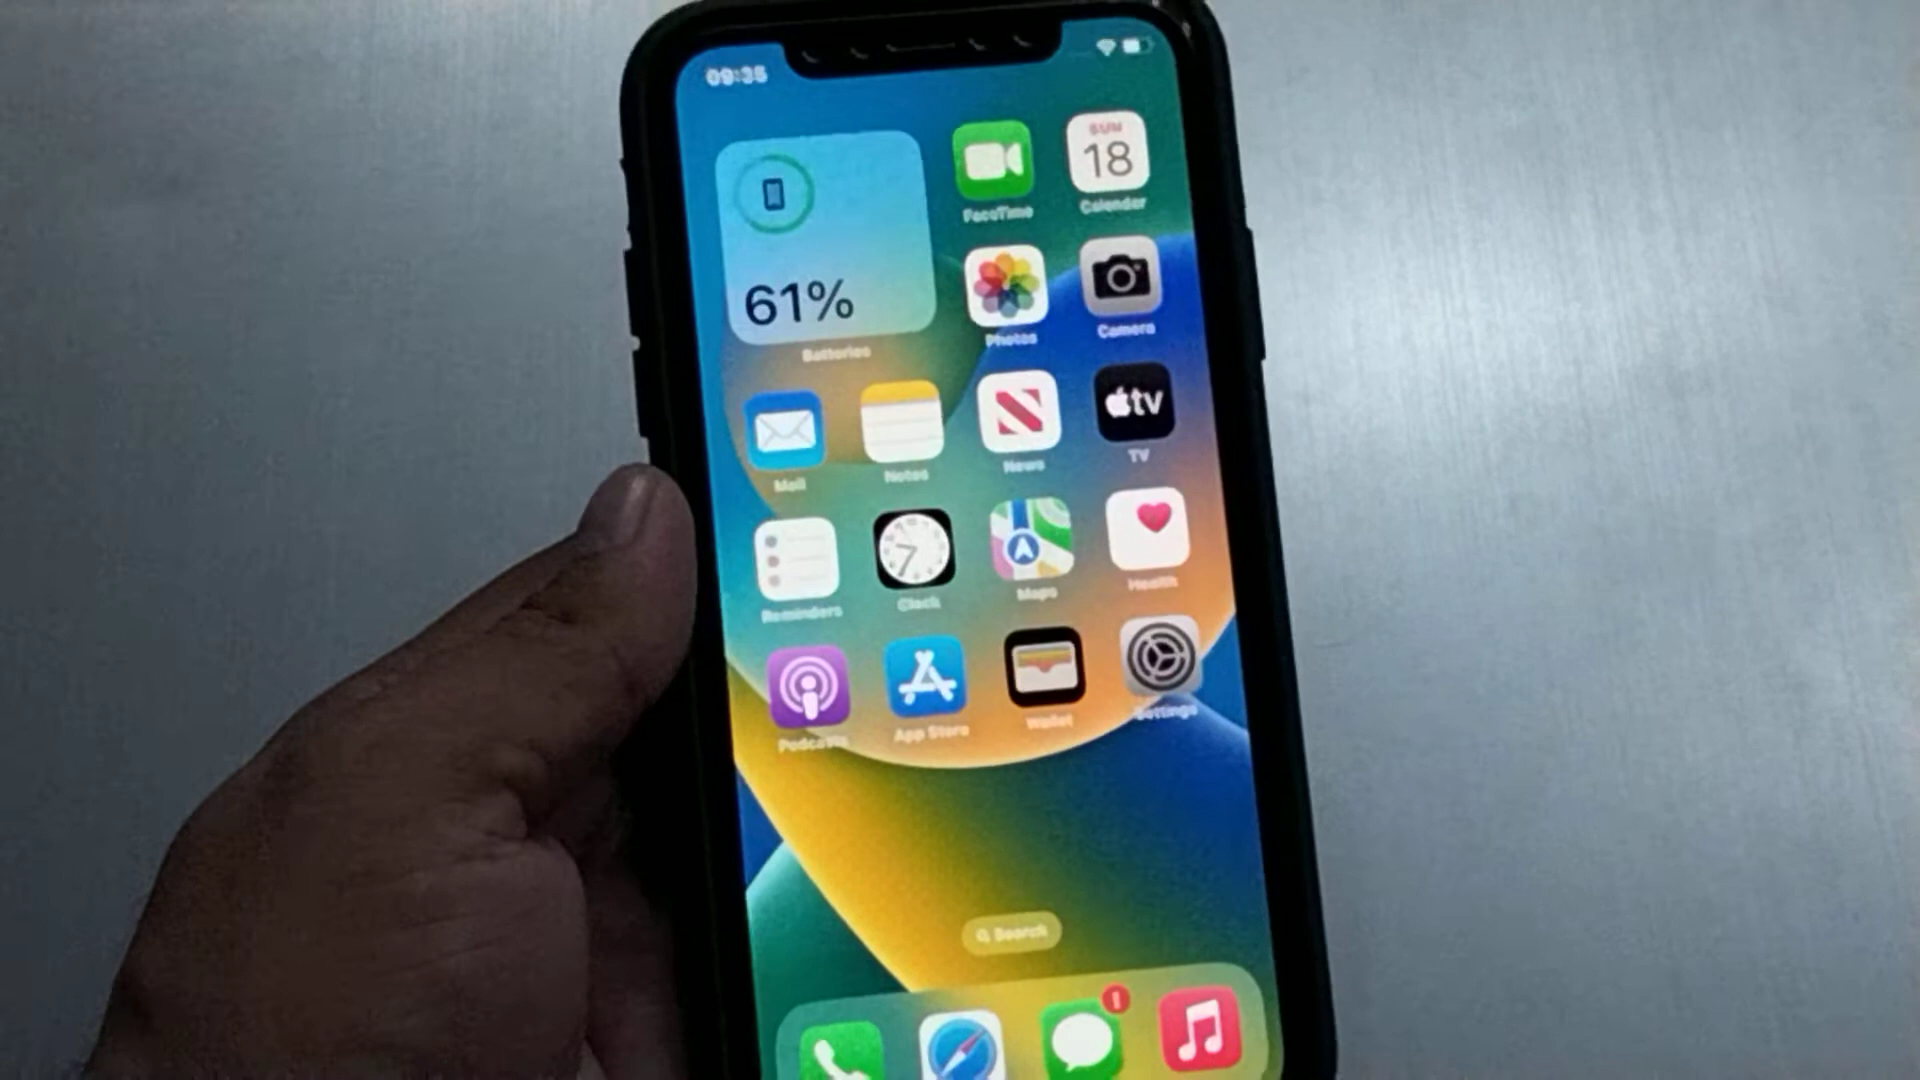 09:35
SUN
18
FaceTime
Calendar
61%
Batteries
Photos
Camera
tv
Mail
Notes
News
TV
Reminders
Clock
Maps
Health
Podcasts
App Store
Wallet
Settings
Search
1